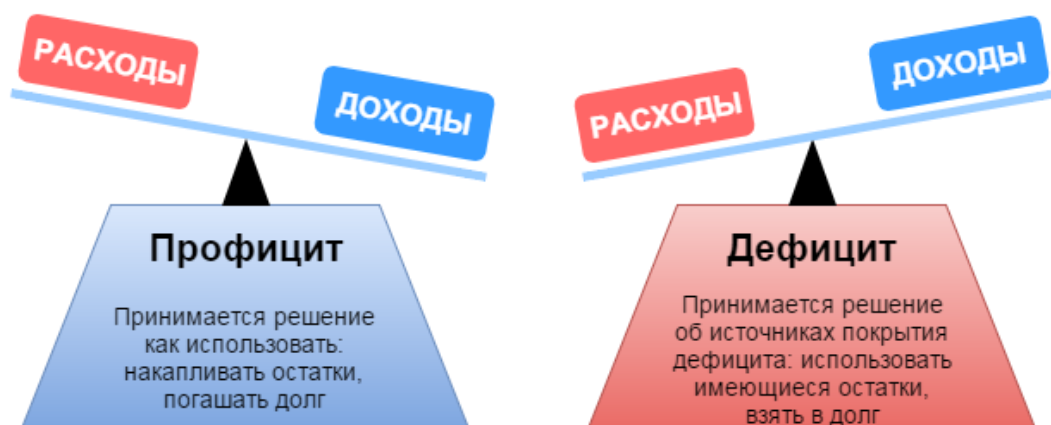 РАСХОДЫ
ДОХОДЫ
Профицит
Принимается решение
как использовать:
накапливать остатки,
погашать долг
РАСХОДЫ
ДОХОДЫ
Дефицит
Принимается решение
об источниках покрытия
дефицита: использовать
имеющиеся остатки,
взять в долг